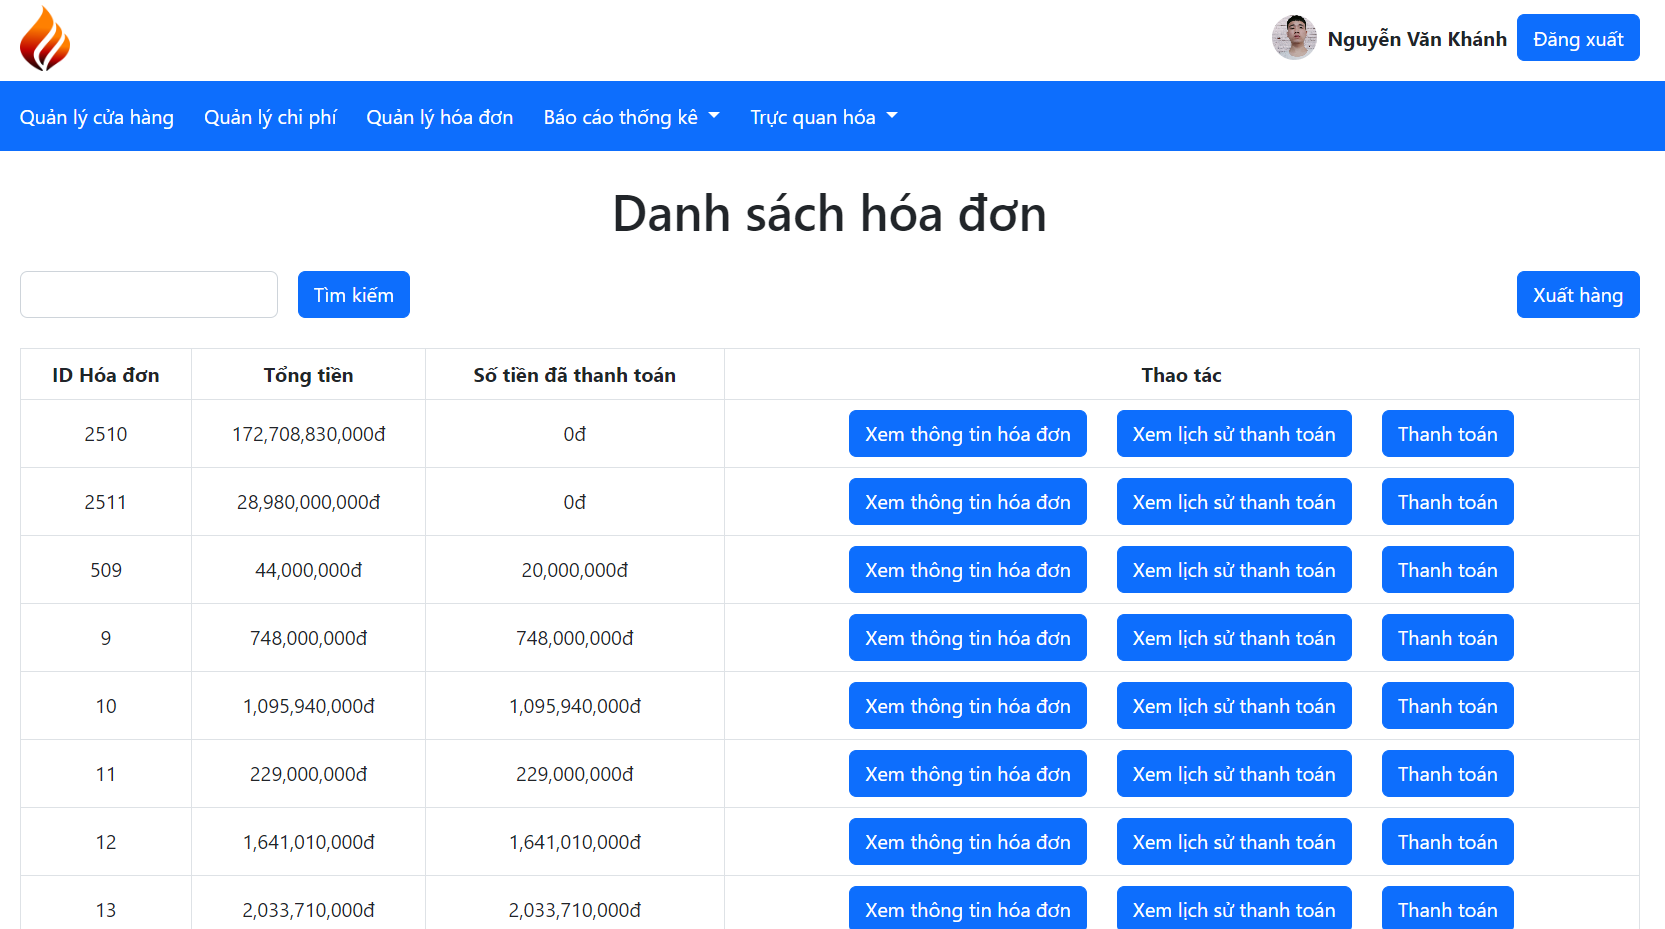 Nguyễn Văn Khánh Đăng xuất
Quản lý cửa hàng Quản lý chi phí Quản lý hóa đơn Báo cáo thống kê Trực quan hóa
Danh sách hóa đơn
Tìm kiếm Xuất hàng
ID Hóa đơn Tổng tiền Số tiền đã thanh toán Thao tác
2510 172,708,830,000đ 0đ Xem thông tin hóa đơn Xem lịch sử thanh toán Thanh toán
2511 28,980,000,000đ 0đ Xem thông tin hóa đơn Xem lịch sử thanh toán Thanh toán
509 44,000,000đ 20,000,000đ Xem thông tin hóa đơn Xem lịch sử thanh toán Thanh toán
9 748,000,000đ 748,000,000đ Xem thông tin hóa đơn Xem lịch sử thanh toán Thanh toán
10 1,095,940,000đ 1,095,940,000đ Xem thông tin hóa đơn Xem lịch sử thanh toán Thanh toán
11 229,000,000đ 229,000,000đ Xem thông tin hóa đơn Xem lịch sử thanh toán Thanh toán
12 1,641,010,000đ 1,641,010,000đ Xem thông tin hóa đơn Xem lịch sử thanh toán Thanh toán
13 2,033,710,000đ 2,033,710,000đ Xem thông tin hóa đơn Xem lịch sử thanh toán Thanh toán